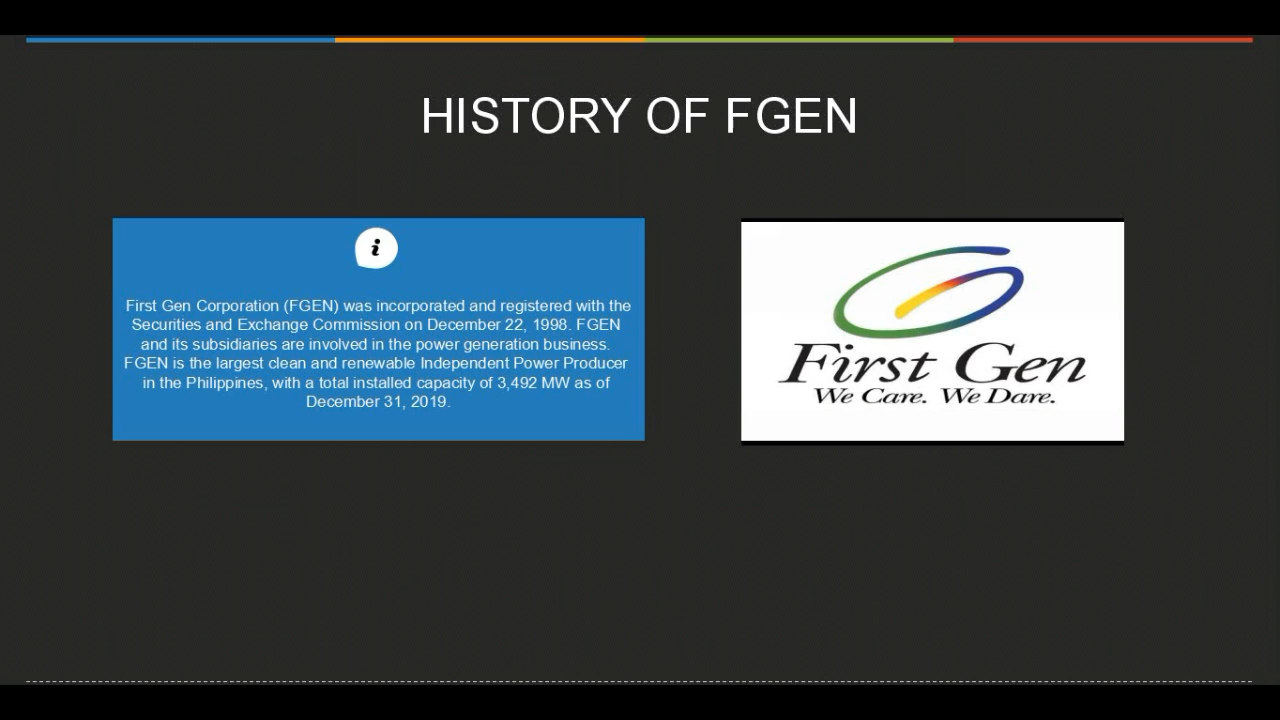 HISTORY OF FGEN
i
First Gen Corporation (FGEN) was incorporated and registered with the
Securities and Exchange Commission on December 22, 1998. FGEN
and its subsidiaries are involved in the power generation business.
FGEN is the largest clean and renewable Independent Power Producer
in the Philippines, with a total installed capacity of 3,492 MW as of
December 31, 2019.
First Gen
We Care. We Dare.